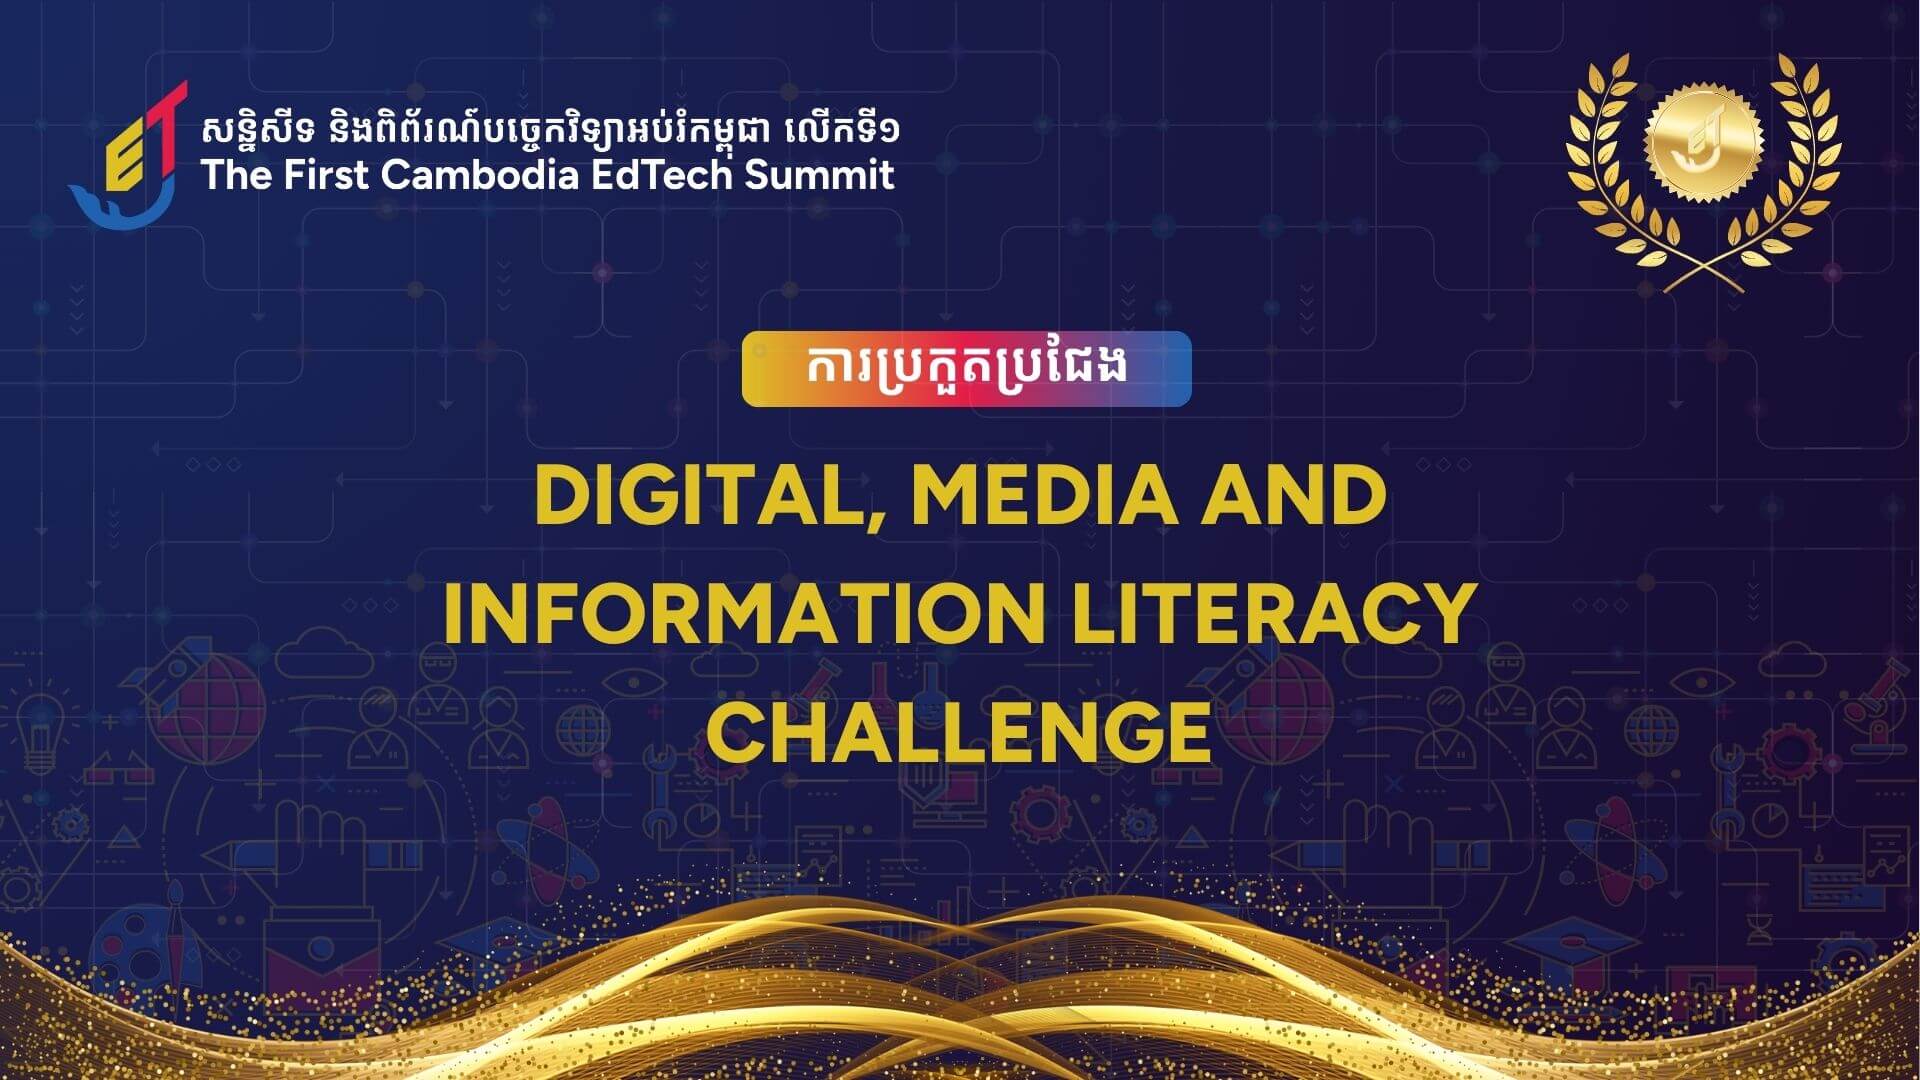 សន្និសីទ និងពិព័រណ៍បច្ចេកវិទ្យាអប់រំកម្ពុជា លើកទី១
The First Cambodia EdTech Summit
ការប្រកួតប្រជែង
DIGITAL, MEDIA AND
INFORMATION LITERACY
CHALLENGE